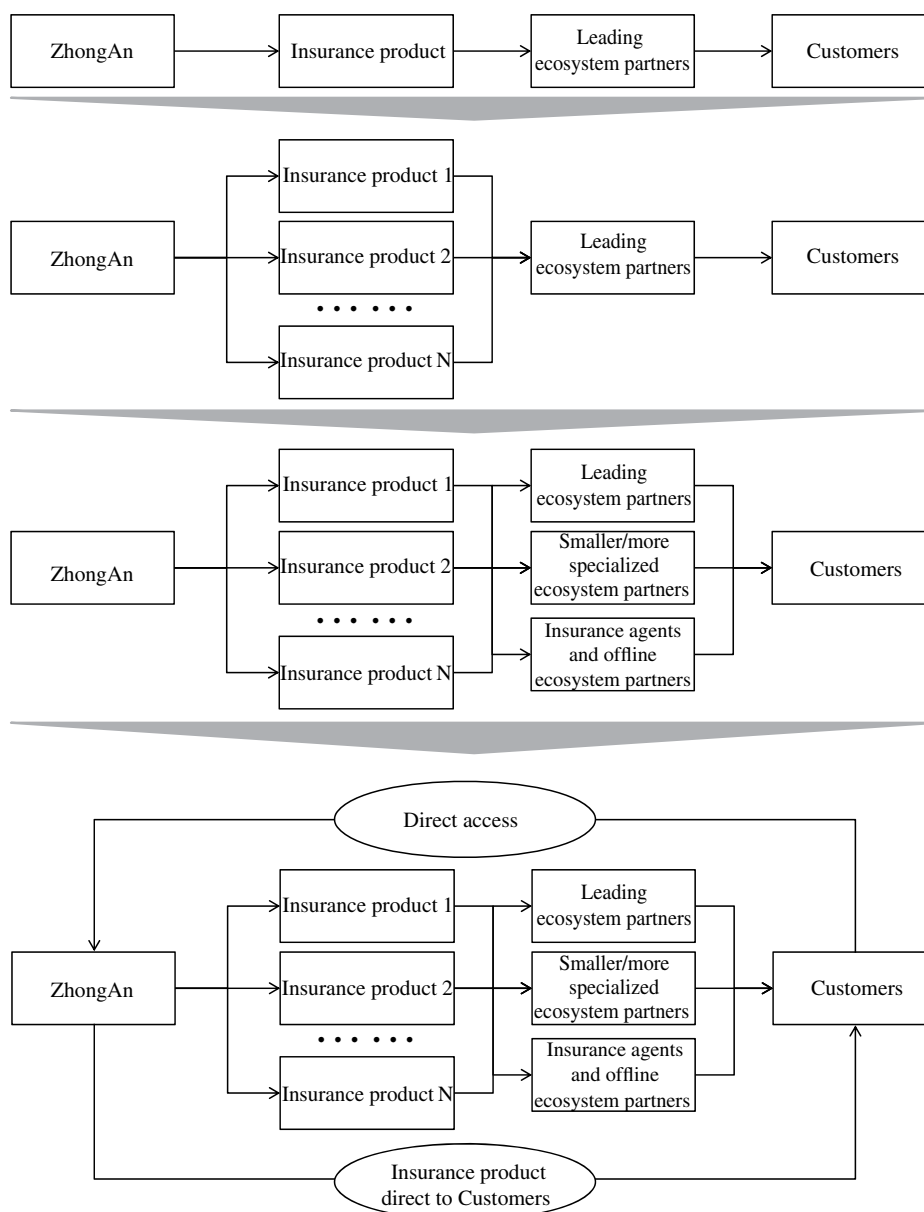 ZhongAn
Insurance product
Leading
ecosystem partners
Customers
Insurance product 1
ZhongAn
Insurance product 2
Leading
ecosystem partners
Customers
• • • • • •
Insurance product N
Insurance product 1
Leading
ecosystem partners
ZhongAn
Insurance product 2
Smaller/more
specialized
ecosystem partners
Customers
• • • • • •
Insurance product N
Insurance agents
and offline
ecosystem partners
Direct access
Insurance product 1
Leading
ecosystem partners
ZhongAn
Insurance product 2
Smaller/more
specialized
ecosystem partners
Customers
• • • • • •
Insurance product N
Insurance agents
and offline
ecosystem partners
Insurance product
direct to Customers